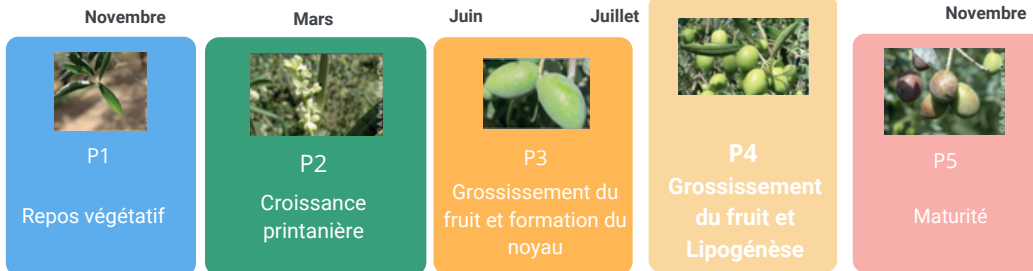 Novembre
Mars
Juin
Juillet
Novembre
P1
Repos végétatif
P2
Croissance
printanière
P3
Grossissement du
fruit et formation du
noyau
P4
Grossissement
du fruit et
Lipogénèse
P5
Maturité